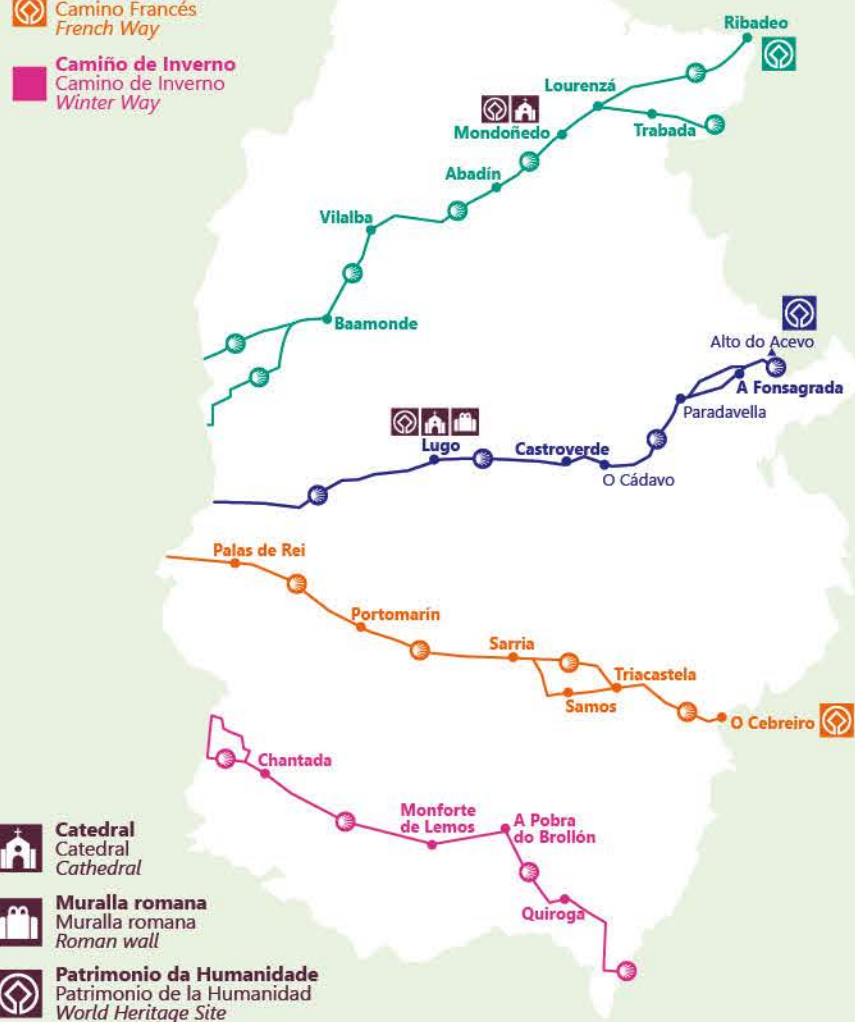 Camino Francés
French Way
Camiño de Inverno
Camino de Inverno
Winter Way
Ribadeo
Lourenzá
Mondoñedo
Trabada
Abadín
Vilalba
Baamonde
Alto do Acevo
A Fonsagrada
Paradavella
Lugo
Castroverde
O Cádavo
Palas de Rei
Portomarín
Sarria
Triacastela
Samos
O Cebreiro
Chantada
Monforte
de Lemos
A Pobra
do Brollón
Quiroga
Catedral
Catedral
Cathedral
Muralla romana
Muralla romana
Roman wall
Patrimonio da Humanidade
Patrimonio de la Humanidad
World Heritage Site